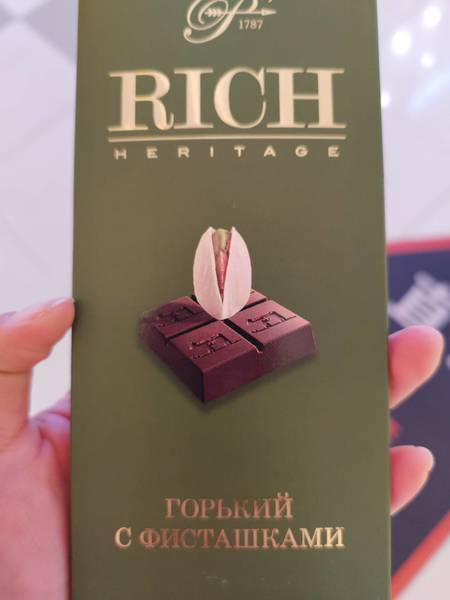 1787
RICH
HERITAGE
ГОРЬКИЙ
С ФИСТАШКАМИ